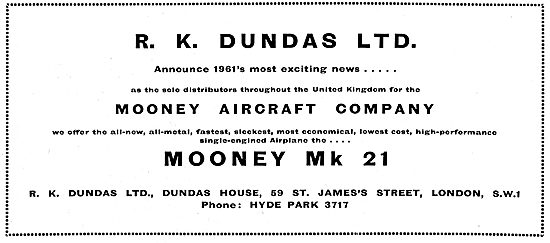 R. K. DUNDAS LTD.
Announce 1961's most exciting news . . . . .
as the sole distributors throughout the United Kingdom for the
MOONEY AIRCRAFT COMPANY
we offer the all-new, all-metal, fastest, sleekest, most economical, lowest cost, high-performance
single-engined Airplane the . . . .
MOONEY Mk 21
R. K. DUNDAS LTD., DUNDAS HOUSE, 59 ST. JAMES'S STREET, LONDON, S.W.1
Phone: HYDE PARK 3717